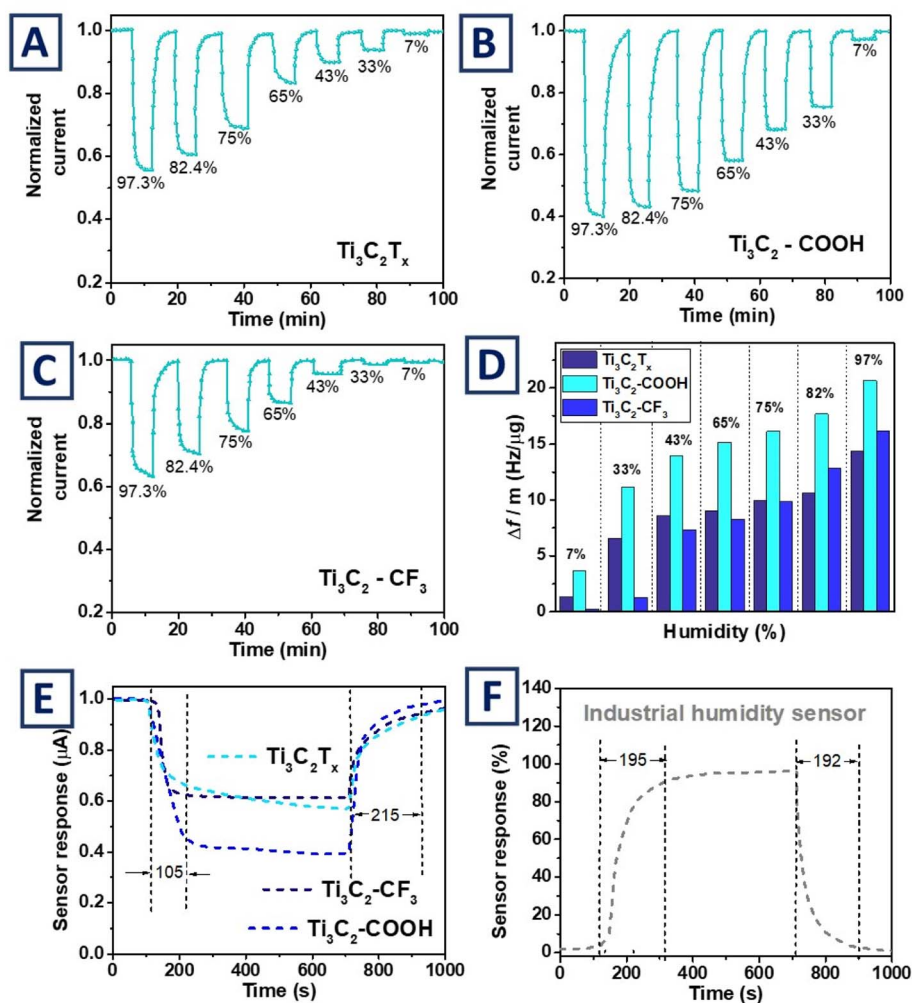 A
Normalized current
1.0
0.8
0.6
0.4
0.2
97.3%
82.4%
75%
65%
43%
33%
7%
Ti₃C₂Tₓ
0 20 40 60 80 100
Time (min)
B
Normalized current
1.0
0.8
0.6
0.4
0.2
97.3%
82.4%
75%
65%
43%
33%
7%
Ti₃C₂ - COOH
0 20 40 60 80 100
Time (min)
C
Normalized current
1.0
0.8
0.6
0.4
0.2
97.3%
82.4%
75%
65%
43%
33%
7%
Ti₃C₂ - CF₃
0 20 40 60 80 100
Time (min)
D
Δf / m (Hz/μg)
20
15
10
5
0
Ti₃C₂Tₓ
Ti₃C₂-COOH
Ti₃C₂-CF₃
7%
33%
43%
65%
75%
82%
97%
Humidity (%)
E
Sensor response (μA)
1.0
0.8
0.6
0.4
0.2
0.0
Ti₃C₂Tₓ
105
215
Ti₃C₂-CF₃
Ti₃C₂-COOH
0 200 400 600 800 1000
Time (s)
F
Sensor response (%)
140
120
100
80
60
40
20
0
Industrial humidity sensor
195
192
0 200 400 600 800 1000
Time (s)